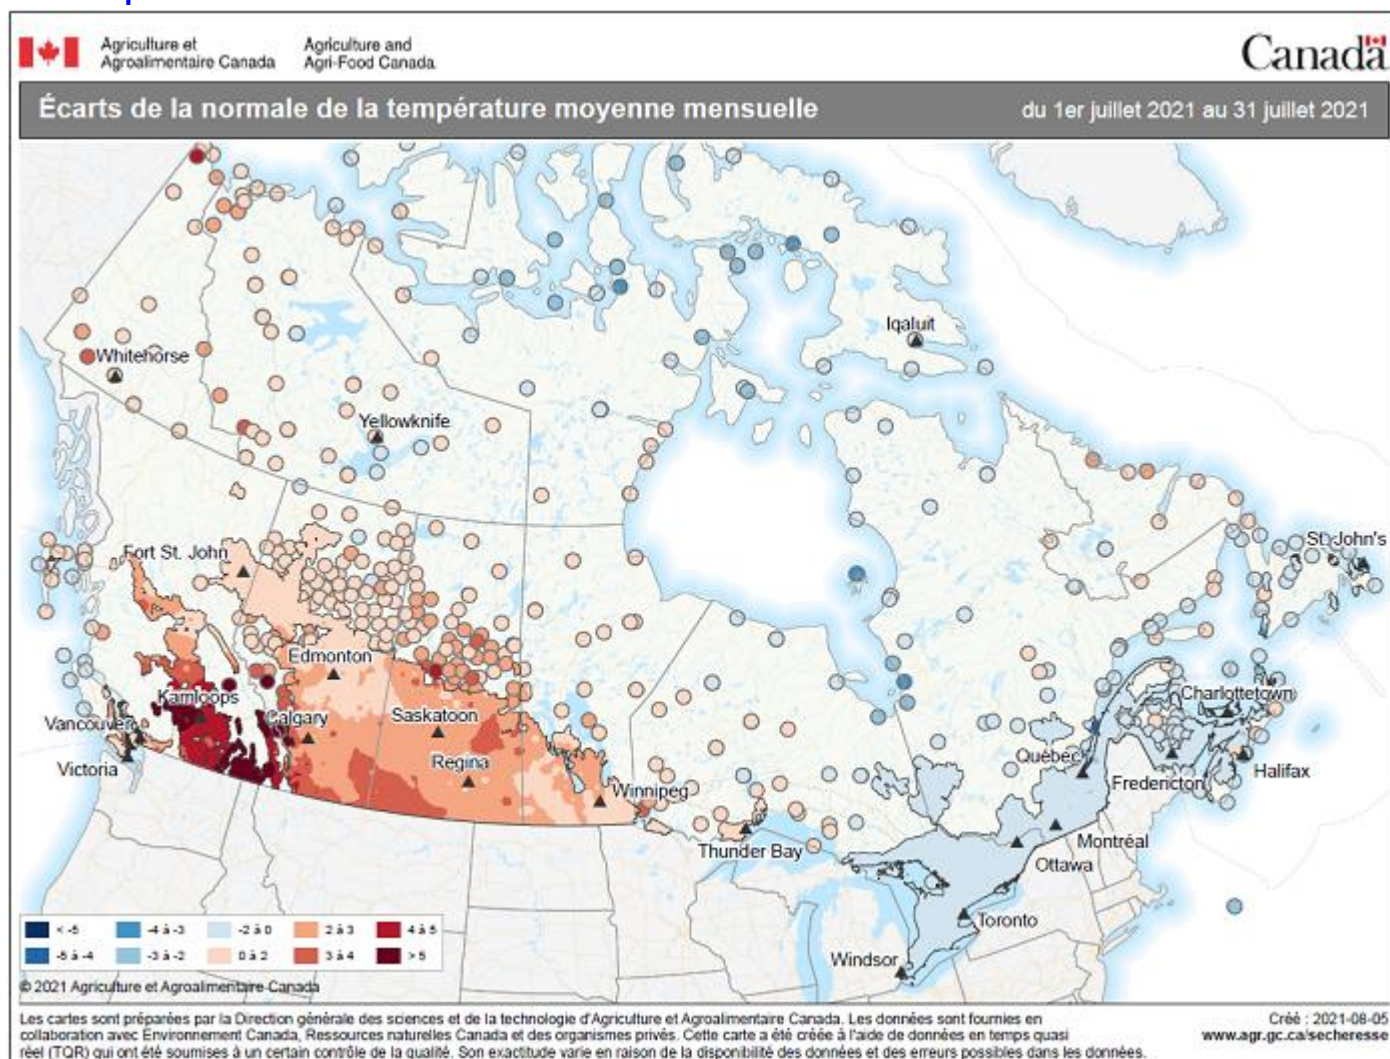 Agriculture et
Agroalimentaire Canada
Agriculture and
Agri-Food Canada
Canada
Écarts de la normale de la température moyenne mensuelle
du 1er juillet 2021 au 31 juillet 2021
Iqaluit
Whitehorse
Yellowknife
St. John's
Fort St. John
Edmonton
Charlottetown
Kamloops
Calgary
Saskatoon
Vancouver
Québec
Regina
Victoria
Halifax
Fredericton
Winnipeg
Montréal
Thunder Bay
Ottawa
Toronto
Windsor
< -5
-4 à -3
-2 à 0
2 à 3
4 à 5
-5 à -4
-3 à -2
0 à 2
3 à 4
> 5
© 2021 Agriculture et Agroalimentaire Canada
Les cartes sont préparées par la Direction générale des sciences et de la technologie d'Agriculture et Agroalimentaire Canada. Les données sont fournies en
collaboration avec Environnement Canada, Ressources naturelles Canada et des organismes privés. Cette carte a été créée à l'aide de données en temps quasi
réel (TQR) qui ont été soumises à un certain contrôle de la qualité. Son exactitude varie en raison de la disponibilité des données et des erreurs possibles dans les données.
Créé : 2021-08-05
www.agr.gc.ca/secheresse